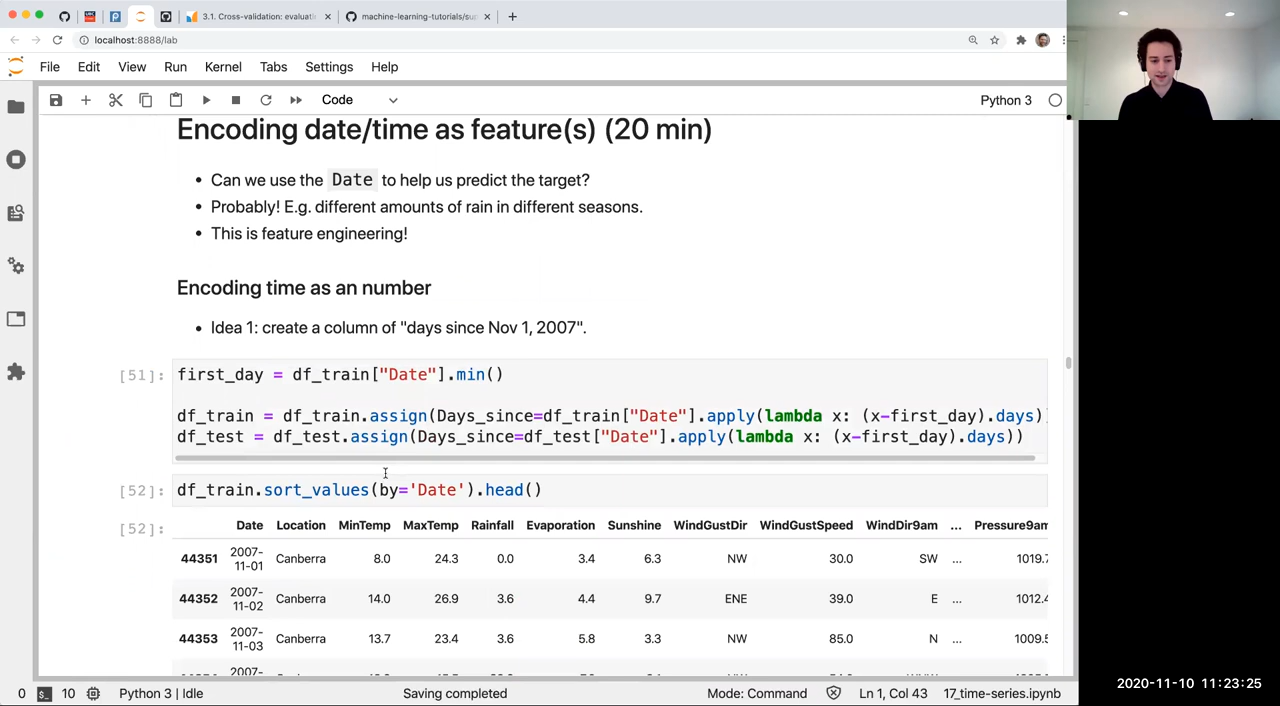 3.1. Cross-validation: evaluati
machine-learning-tutorials/su
localhost:8888/lab
File Edit View Run Kernel Tabs Settings Help
Code
Python 3
Encoding date/time as feature(s) (20 min)
• Can we use the Date to help us predict the target?
• Probably! E.g. different amounts of rain in different seasons.
• This is feature engineering!
Encoding time as an number
• Idea 1: create a column of "days since Nov 1, 2007".
[51]: first_day = df_train["Date"].min()
df_train = df_train.assign(Days_since=df_train["Date"].apply(lambda x: (x-first_day).days))
df_test = df_test.assign(Days_since=df_test["Date"].apply(lambda x: (x-first_day).days))
[52]: df_train.sort_values(by='Date').head()
[52]: Date Location MinTemp MaxTemp Rainfall Evaporation Sunshine WindGustDir WindGustSpeed WindDir9am ... Pressure9am
44351 2007-11-01 Canberra 8.0 24.3 0.0 3.4 6.3 NW 30.0 SW ... 1019.7
44352 2007-11-02 Canberra 14.0 26.9 3.6 4.4 9.7 ENE 39.0 E ... 1012.4
44353 2007-11-03 Canberra 13.7 23.4 3.6 5.8 3.3 NW 85.0 N ... 1009.5
2007-
0 10 Python 3 | Idle Saving completed Mode: Command Ln 1, Col 43 17_time-series.ipynb
2020-11-10 11:23:25